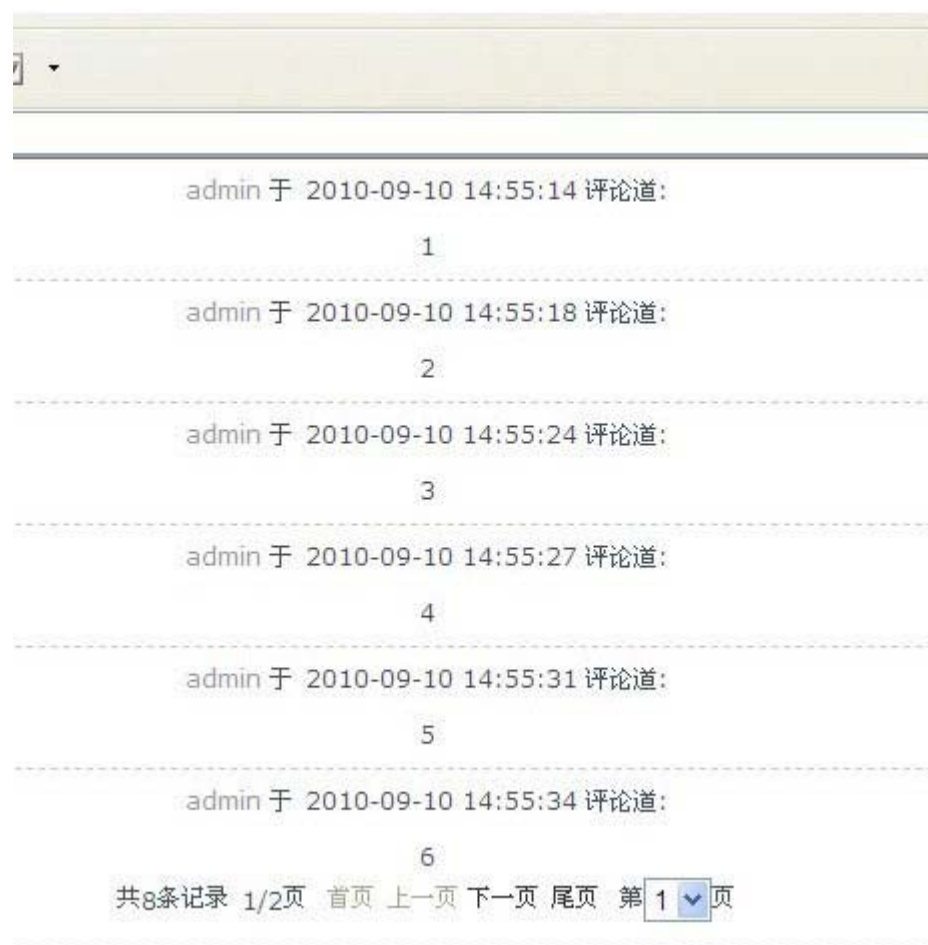 admin 于 2010-09-10 14:55:14 评论道:
1
admin 于 2010-09-10 14:55:18 评论道:
2
admin 于 2010-09-10 14:55:24 评论道:
3
admin 于 2010-09-10 14:55:27 评论道:
4
admin 于 2010-09-10 14:55:31 评论道:
5
admin 于 2010-09-10 14:55:34 评论道:
6
共8条记录 1/2页 首页 上一页 下一页 尾页 第 1 页